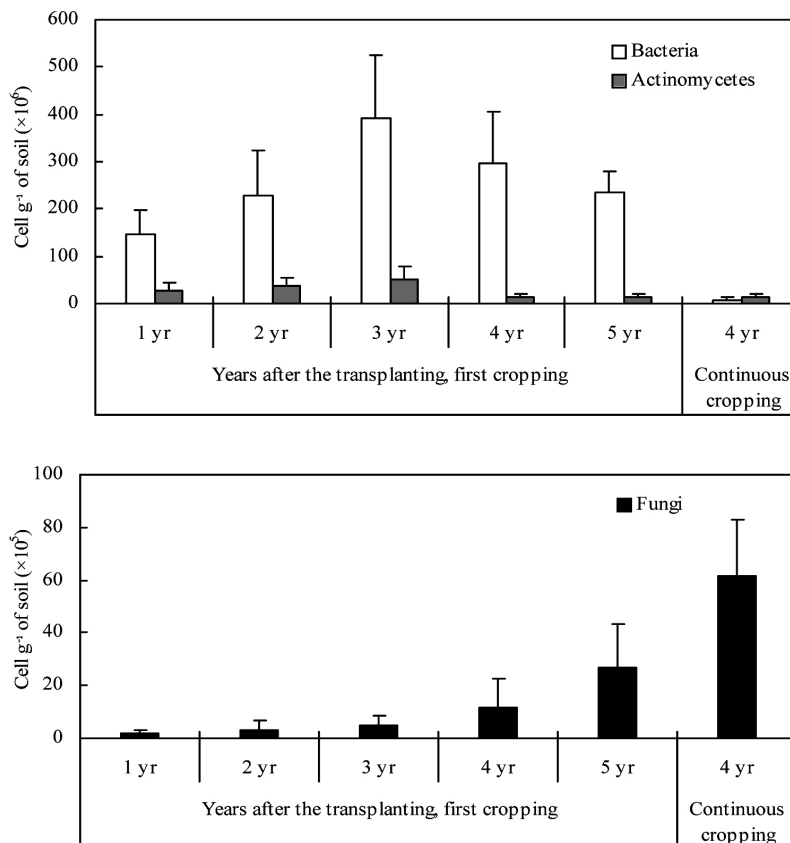 600
500
400
300
200
100
0
Cell g⁻¹ of soil (×10⁶)
Bacteria
Actinomycetes
1 yr 2 yr 3 yr 4 yr 5 yr 4 yr
Years after the transplanting, first cropping
Continuous
cropping
100
80
60
40
20
0
Cell g⁻¹ of soil (×10⁵)
Fungi
1 yr 2 yr 3 yr 4 yr 5 yr 4 yr
Years after the transplanting, first cropping
Continuous
cropping